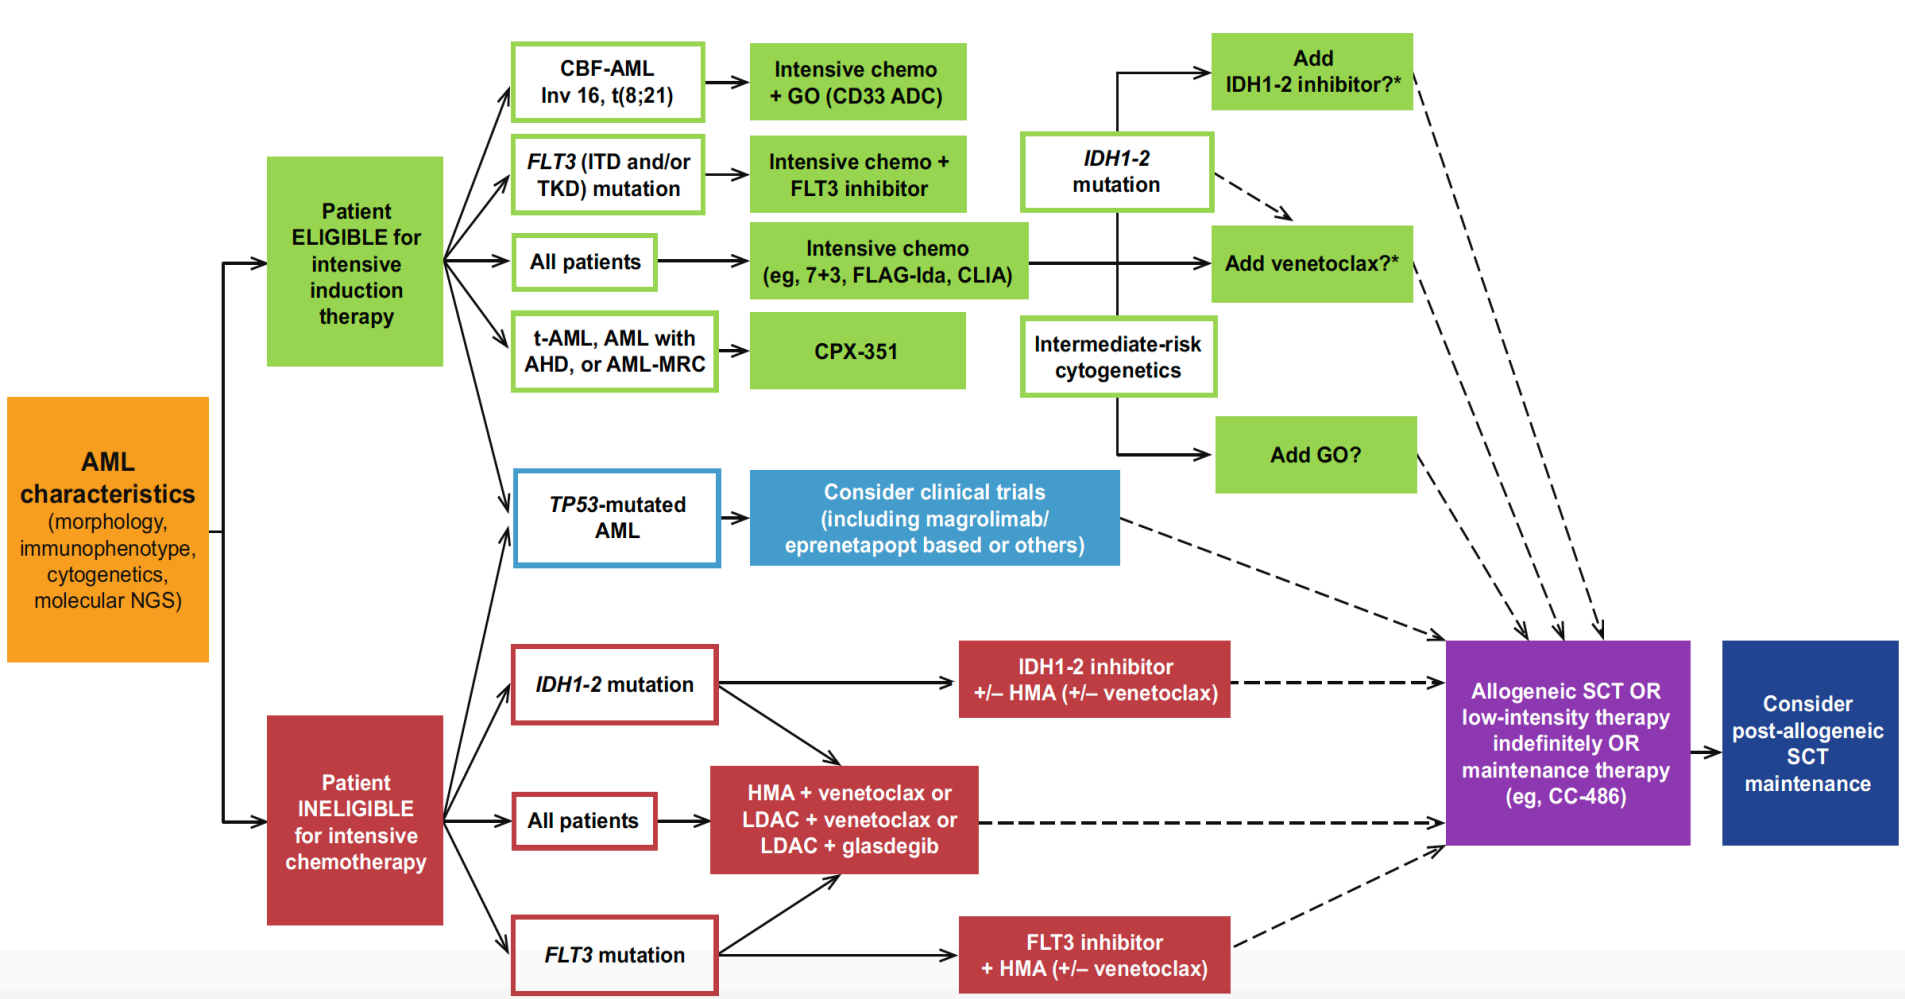 AML
characteristics
(morphology,
immunophenotype,
cytogenetics,
molecular NGS)
Patient
ELIGIBLE for
intensive
induction
therapy
CBF-AML
Inv 16, t(8;21)
Intensive chemo
+ GO (CD33 ADC)
FLT3 (ITD and/or
TKD) mutation
Intensive chemo +
FLT3 inhibitor
All patients
Intensive chemo
(eg, 7+3, FLAG-Ida, CLIA)
t-AML, AML with
AHD, or AML-MRC
CPX-351
IDH1-2
mutation
Intermediate-risk
cytogenetics
Add
IDH1-2 inhibitor?*
Add venetoclax?*
Add GO?
TP53-mutated
AML
Consider clinical trials
(including magrolimab/
eprenetapopt based or others)
Patient
INELIGIBLE
for intensive
chemotherapy
IDH1-2 mutation
IDH1-2 inhibitor
+/– HMA (+/– venetoclax)
All patients
HMA + venetoclax or
LDAC + venetoclax or
LDAC + glasdegib
FLT3 mutation
FLT3 inhibitor
+ HMA (+/– venetoclax)
Allogeneic SCT OR
low-intensity therapy
indefinitely OR
maintenance therapy
(eg, CC-486)
Consider
post-allogeneic
SCT
maintenance